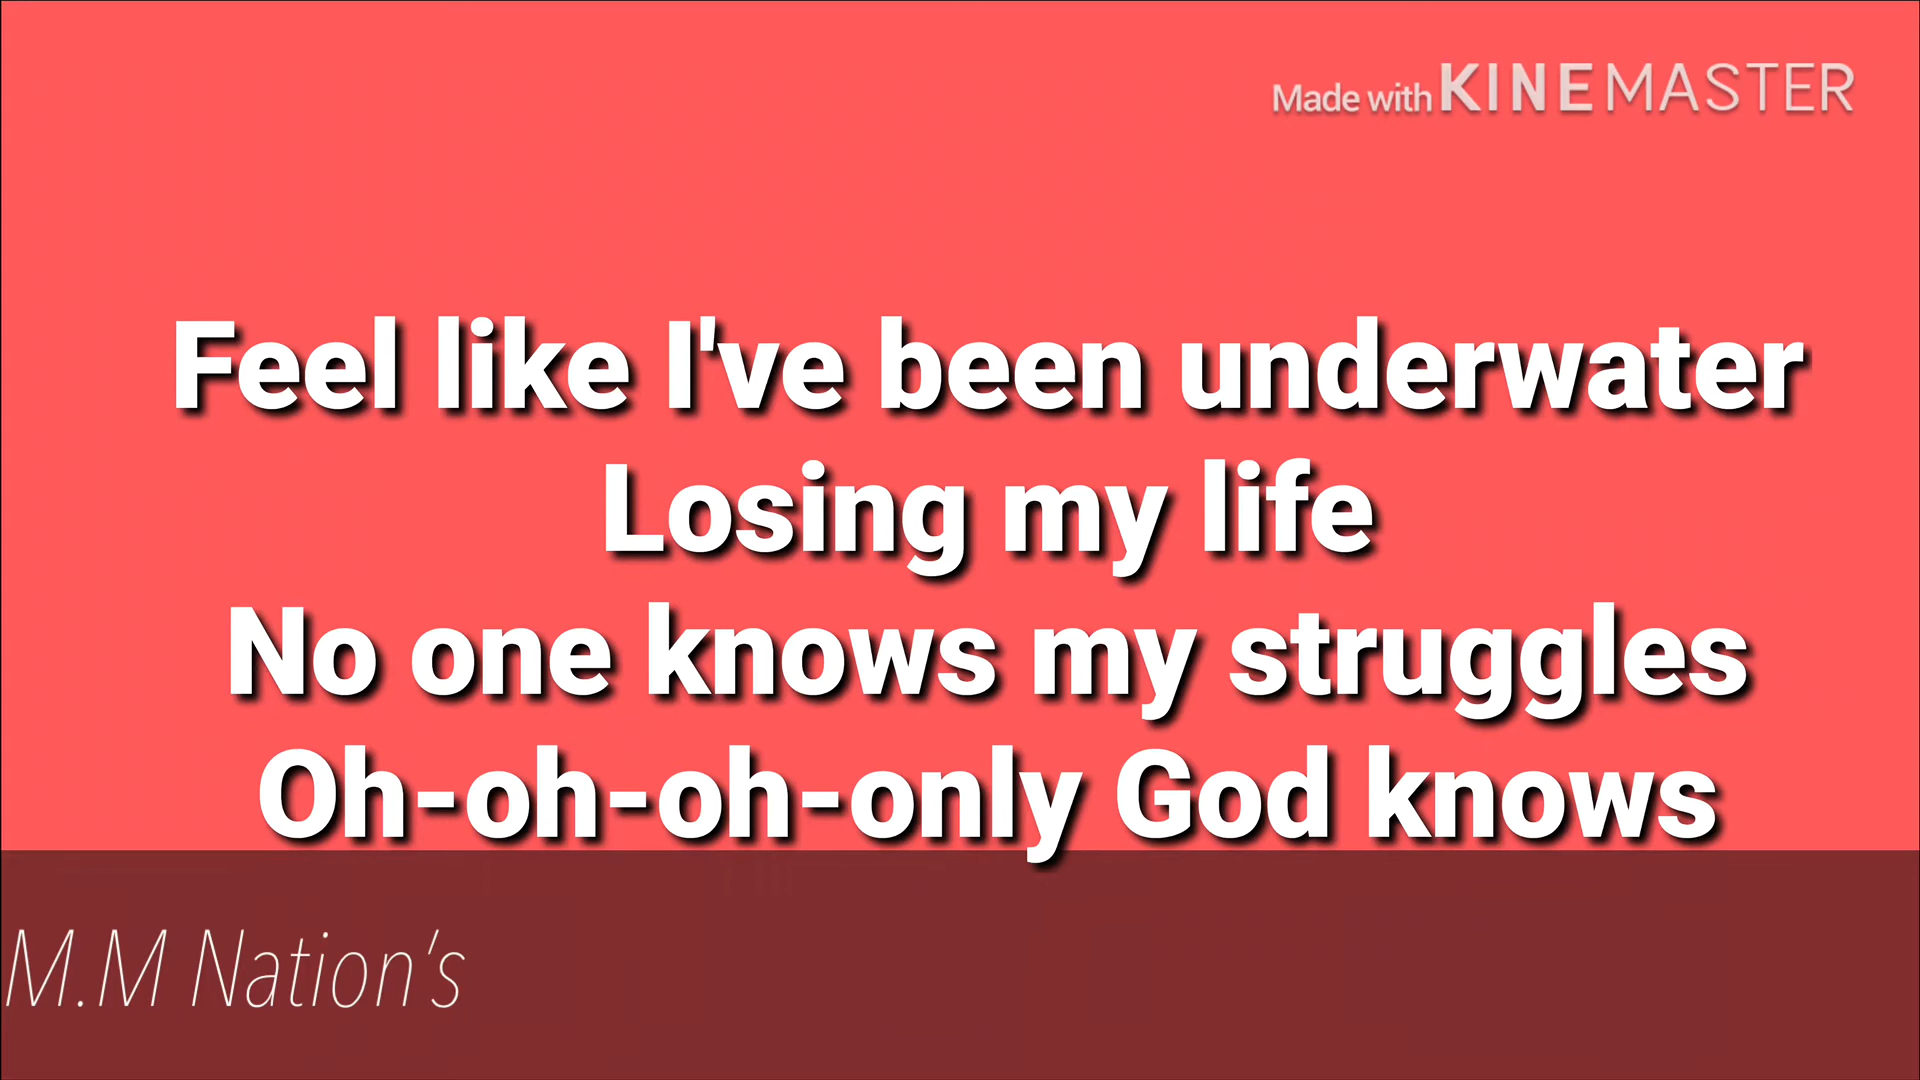 Made with KINEMASTER
Feel like I've been underwater
Losing my life
No one knows my struggles
Oh-oh-oh-only God knows
M.M Nation's